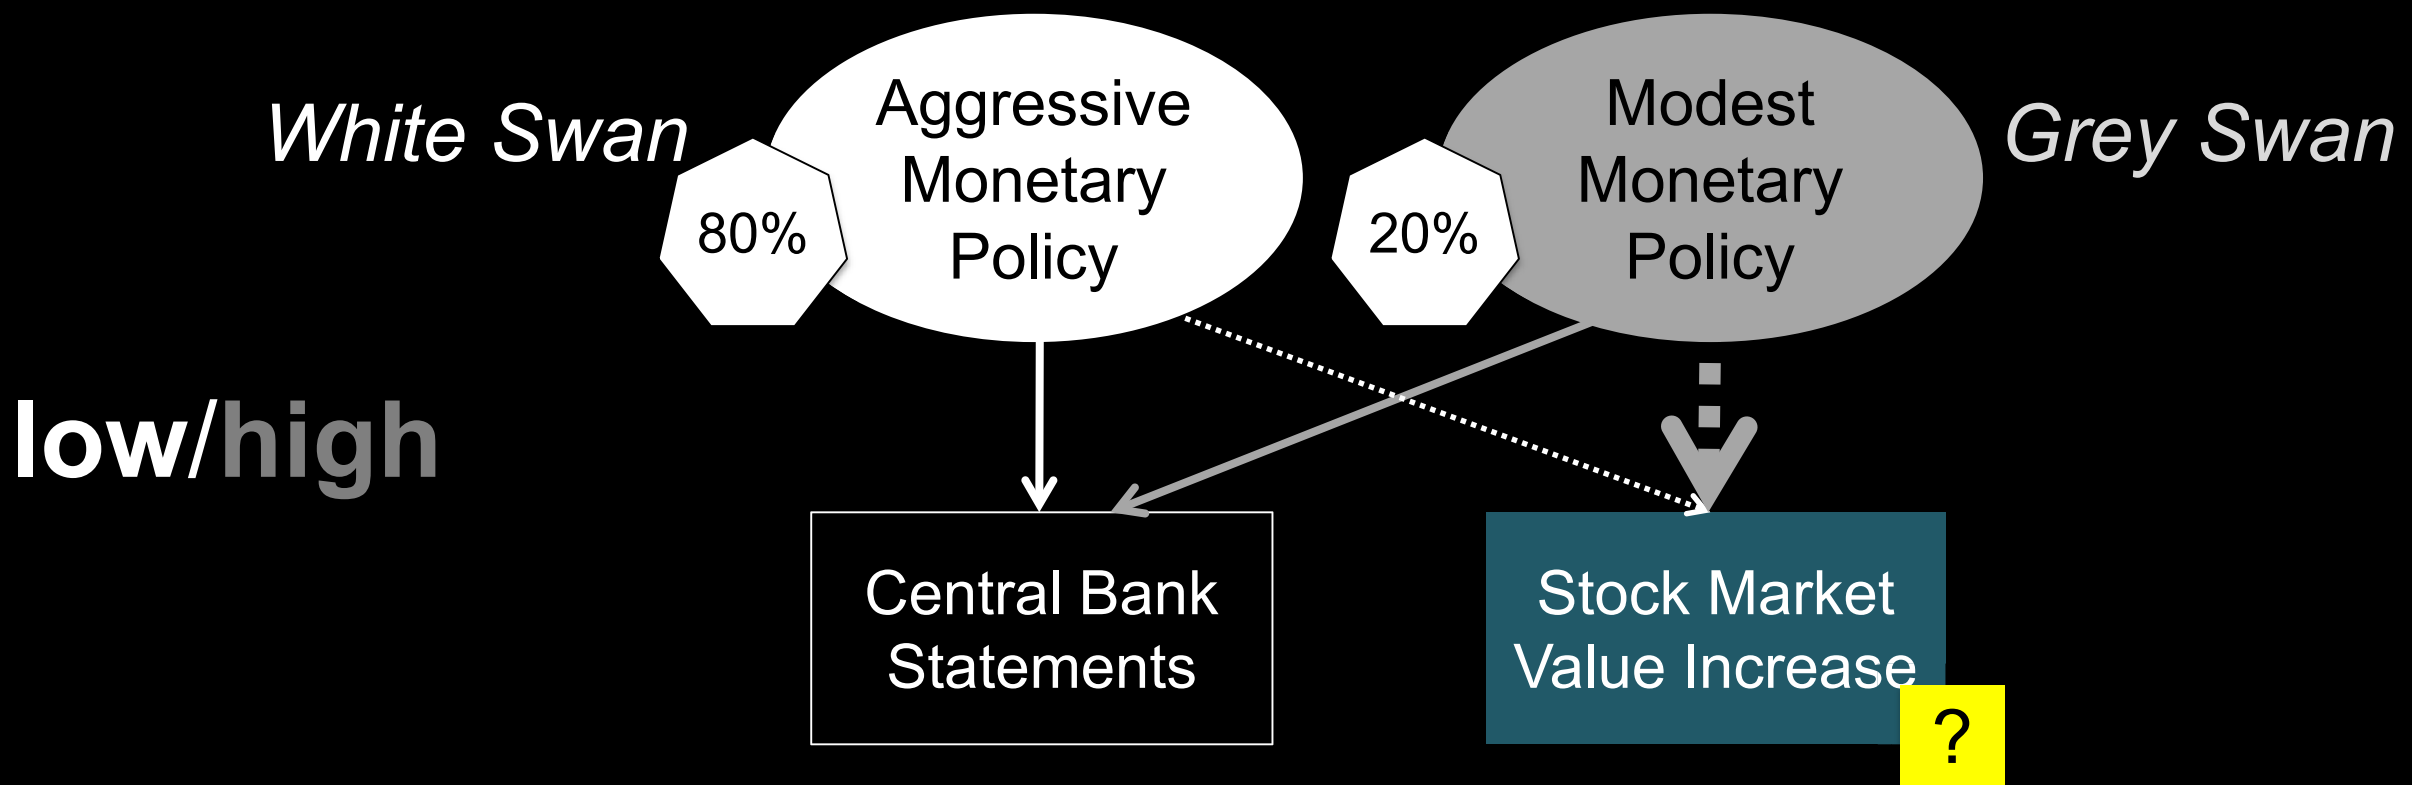 White Swan
80%
Aggressive
Monetary
Policy
20%
Modest
Monetary
Policy
Grey Swan
low/high
Central Bank
Statements
Stock Market
Value Increase
?